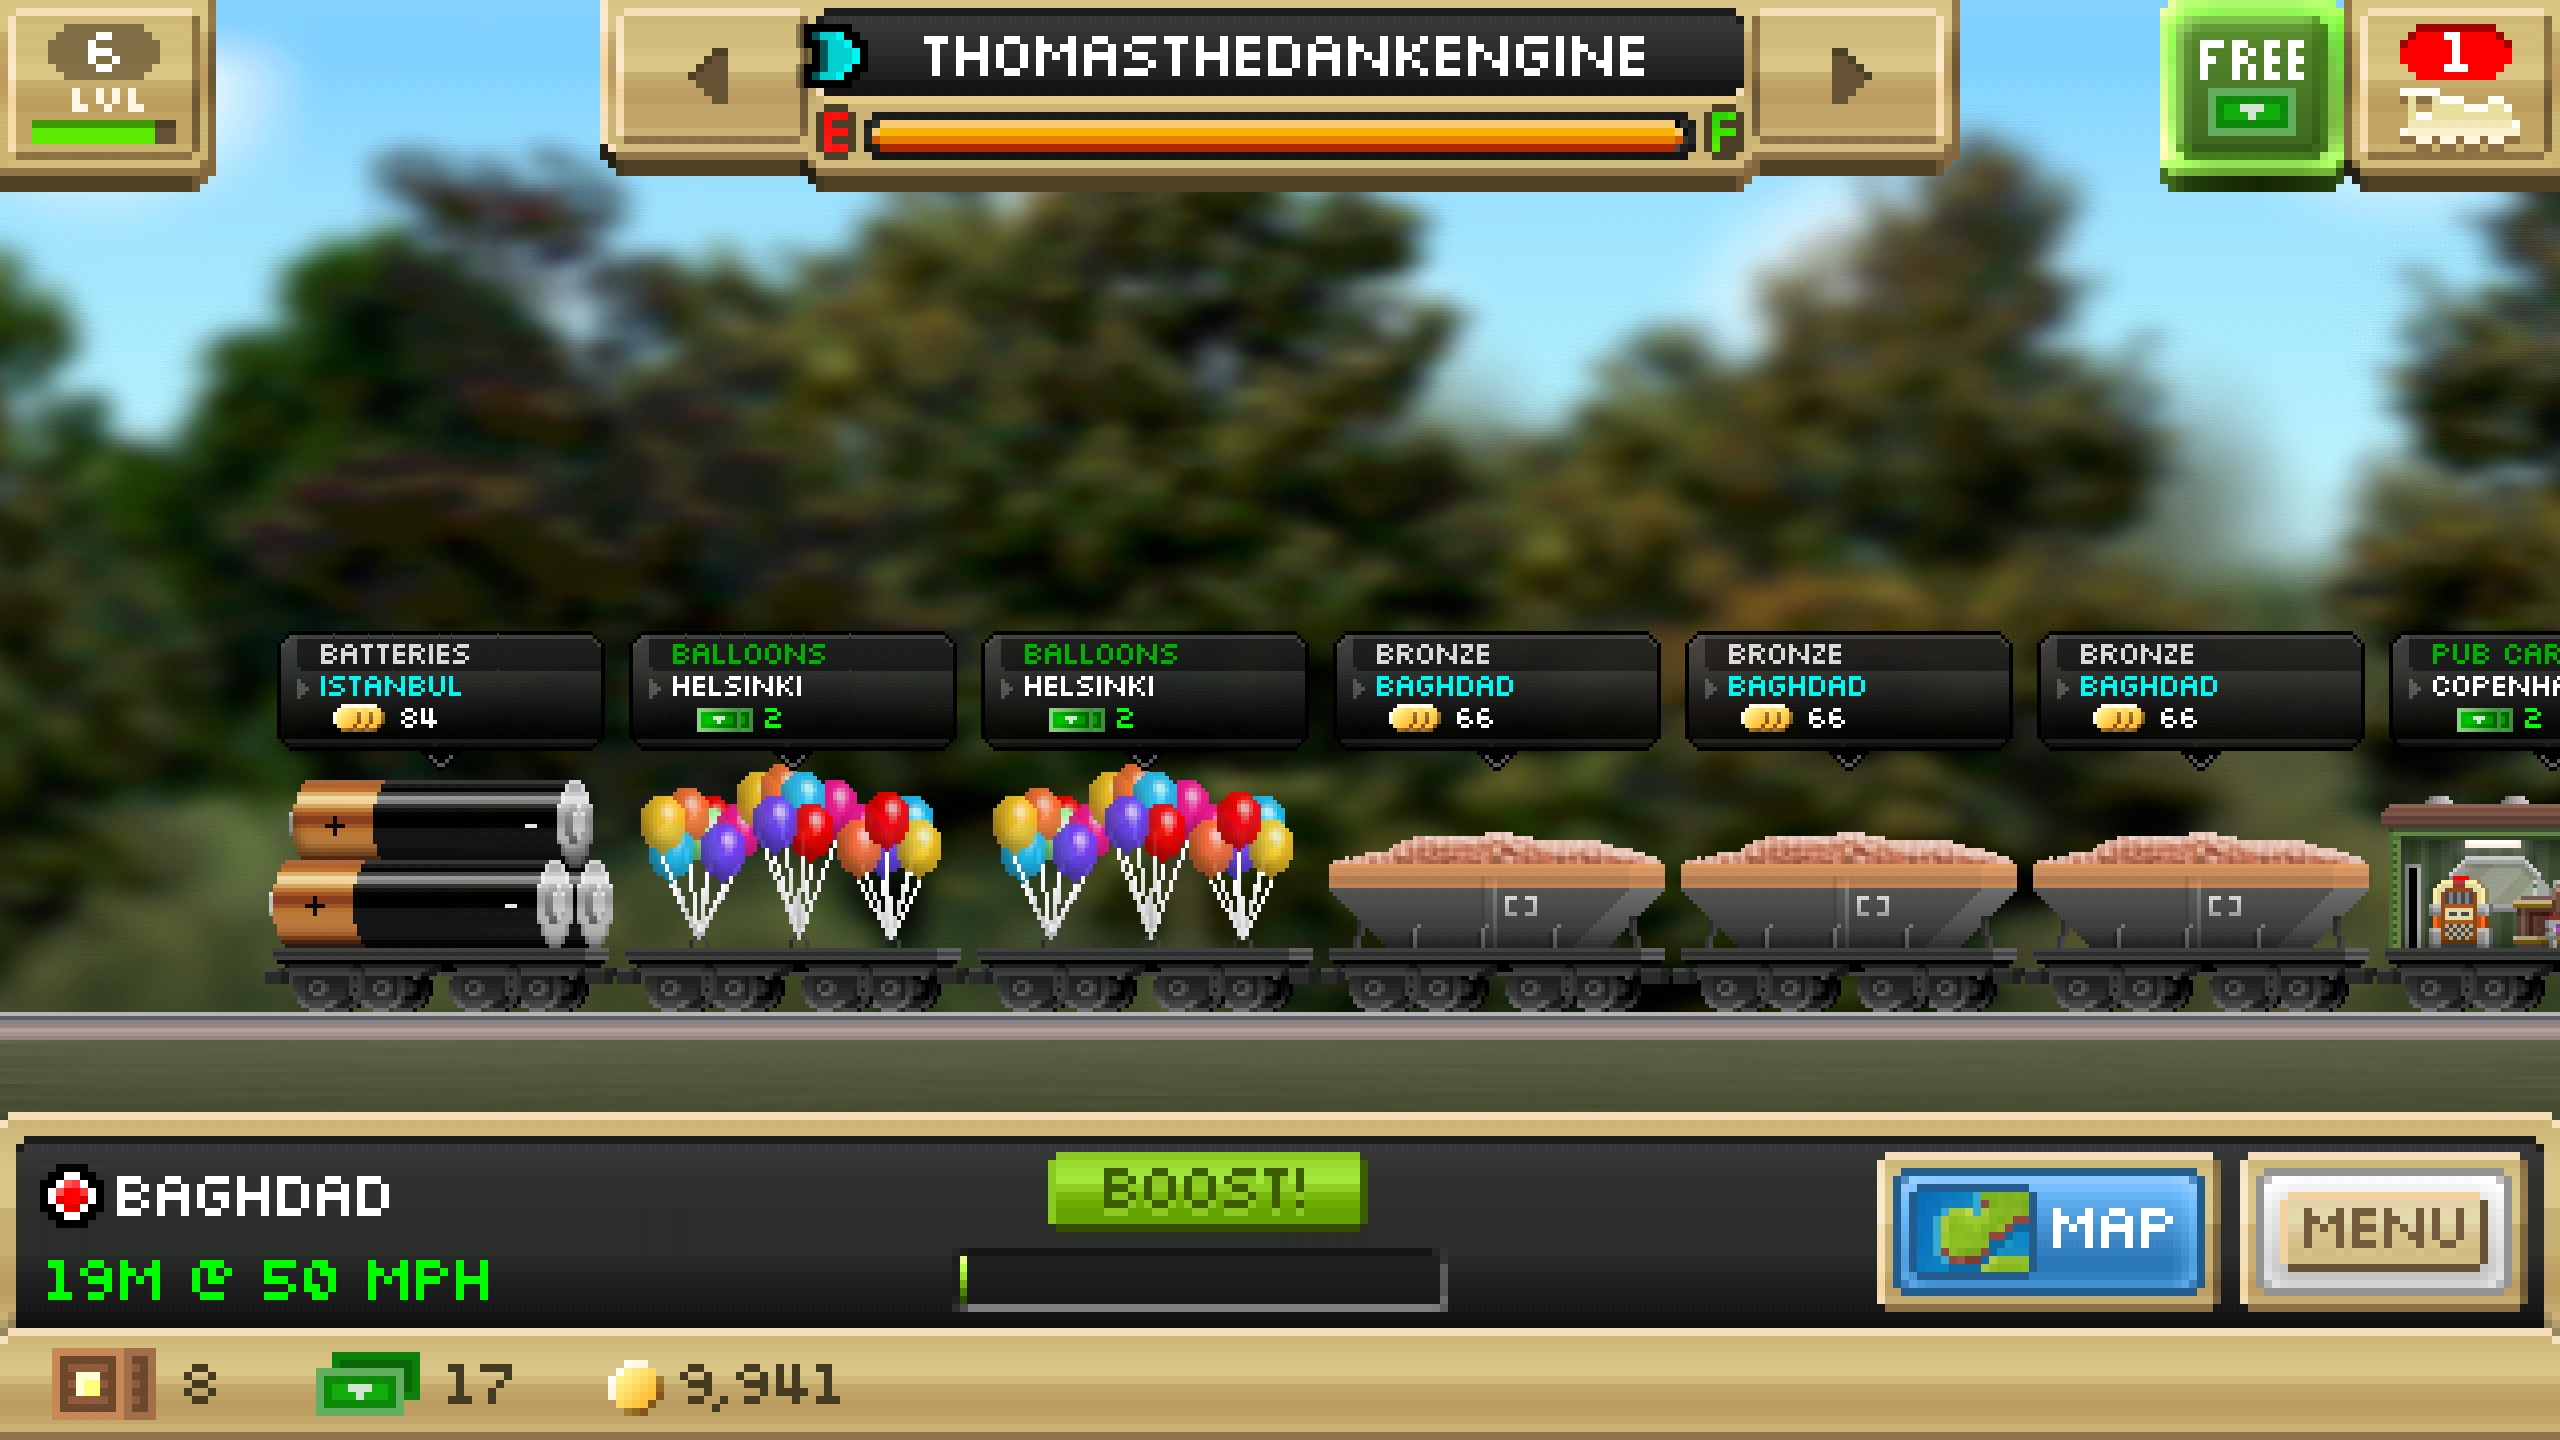 6
LVL
THOMASTHEDANKENGINE
E F
FREE
1
BATTERIES
ISTANBUL
84
BALLOONS
HELSINKI
2
BALLOONS
HELSINKI
2
BRONZE
BAGHDAD
66
BRONZE
BAGHDAD
66
BRONZE
BAGHDAD
66
PUB CAR
COPENHA
2
+ -
+ -
BAGHDAD
19M @ 50 MPH
BOOST!
MAP
MENU
8
17
9,941